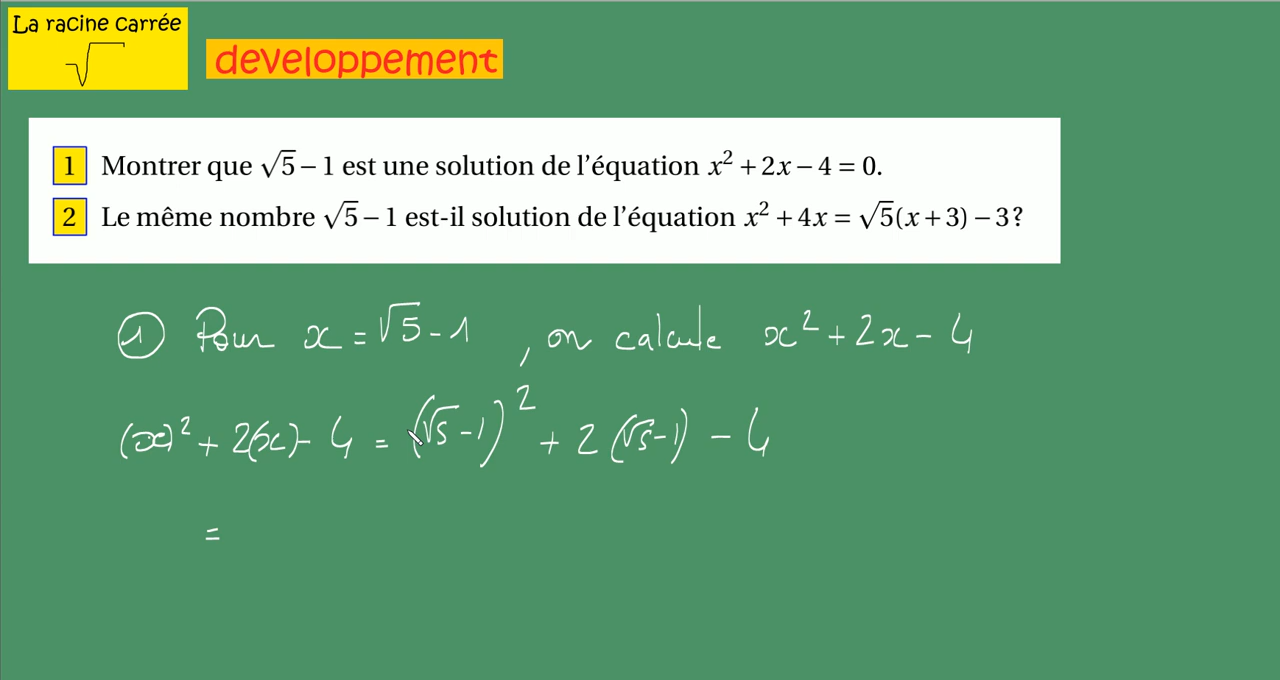 La racine carrée
√
developpement
1 Montrer que √5 − 1 est une solution de l'équation x² + 2x − 4 = 0.
2 Le même nombre √5 − 1 est-il solution de l'équation x² + 4x = √5(x + 3) − 3?
① Pour x = √5 - 1 , on calcule x² + 2x - 4
(x)² + 2(x) - 4 = (√5 - 1)² + 2(√5 - 1) - 4
=